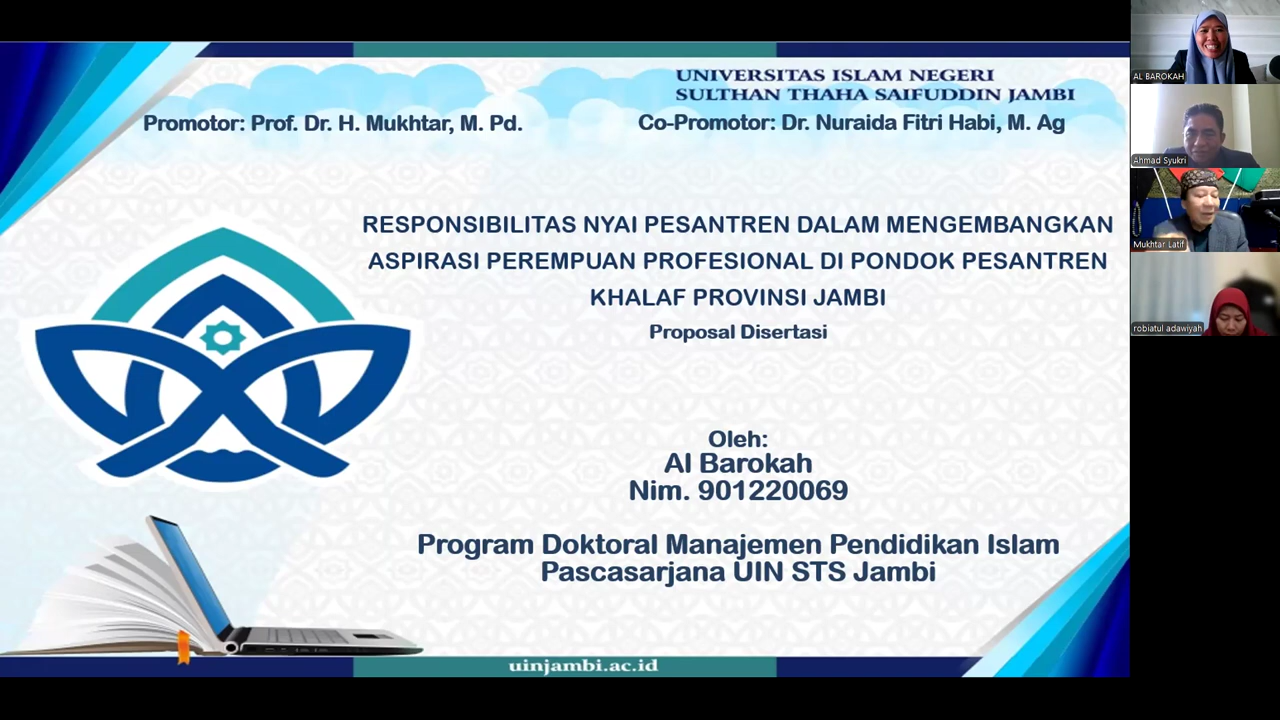 UNIVERSITAS ISLAM NEGERI
SULTHAN THAHA SAIFUDDIN JAMBI
Promotor: Prof. Dr. H. Mukhtar, M. Pd.
Co-Promotor: Dr. Nuraida Fitri Habi, M. Ag
RESPONSIBILITAS NYAI PESANTREN DALAM MENGEMBANGKAN
ASPIRASI PEREMPUAN PROFESIONAL DI PONDOK PESANTREN
KHALAF PROVINSI JAMBI
Proposal Disertasi
Oleh:
Al Barokah
Nim. 901220069
Program Doktoral Manajemen Pendidikan Islam
Pascasarjana UIN STS Jambi
uinjambi.ac.id
AL BAROKAH
Ahmad Syukri
Mukhtar Latif
robiatul adawiyah